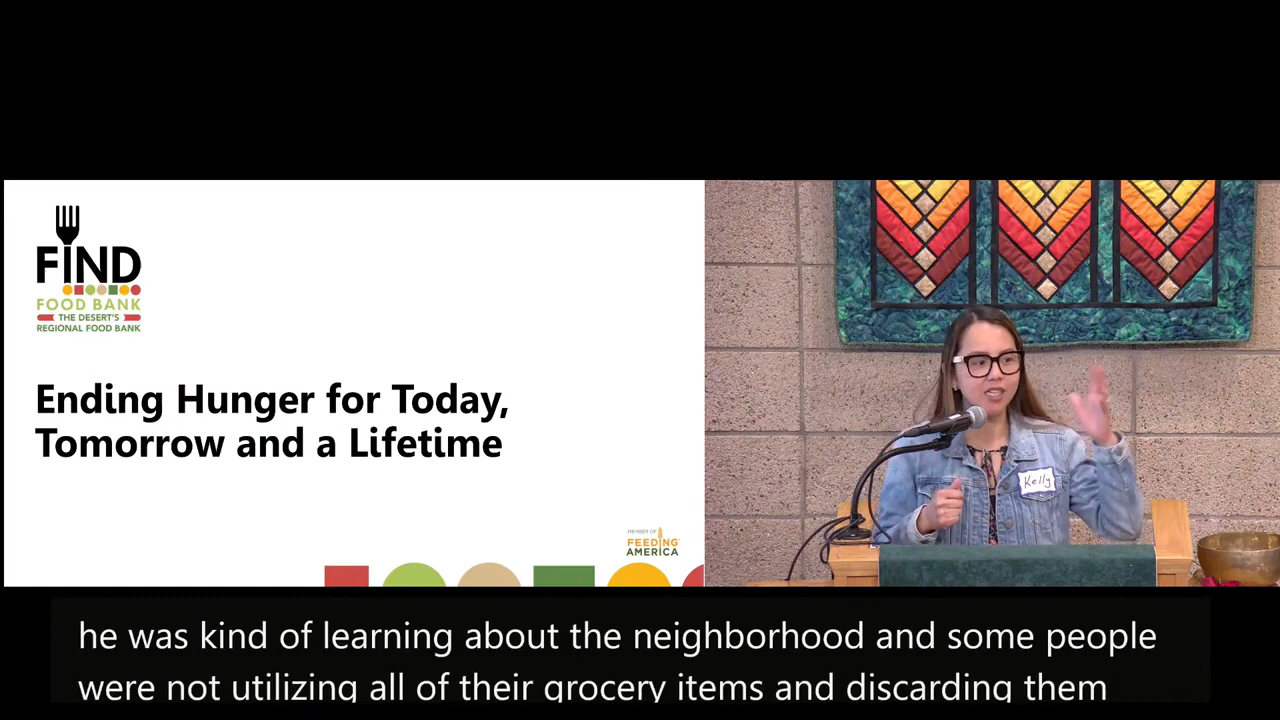 FIND
FOOD BANK
THE DESERT'S
REGIONAL FOOD BANK
Ending Hunger for Today,
Tomorrow and a Lifetime
MEMBER OF
FEEDING
AMERICA
Kelly
he was kind of learning about the neighborhood and some people
were not utilizing all of their grocery items and discarding them